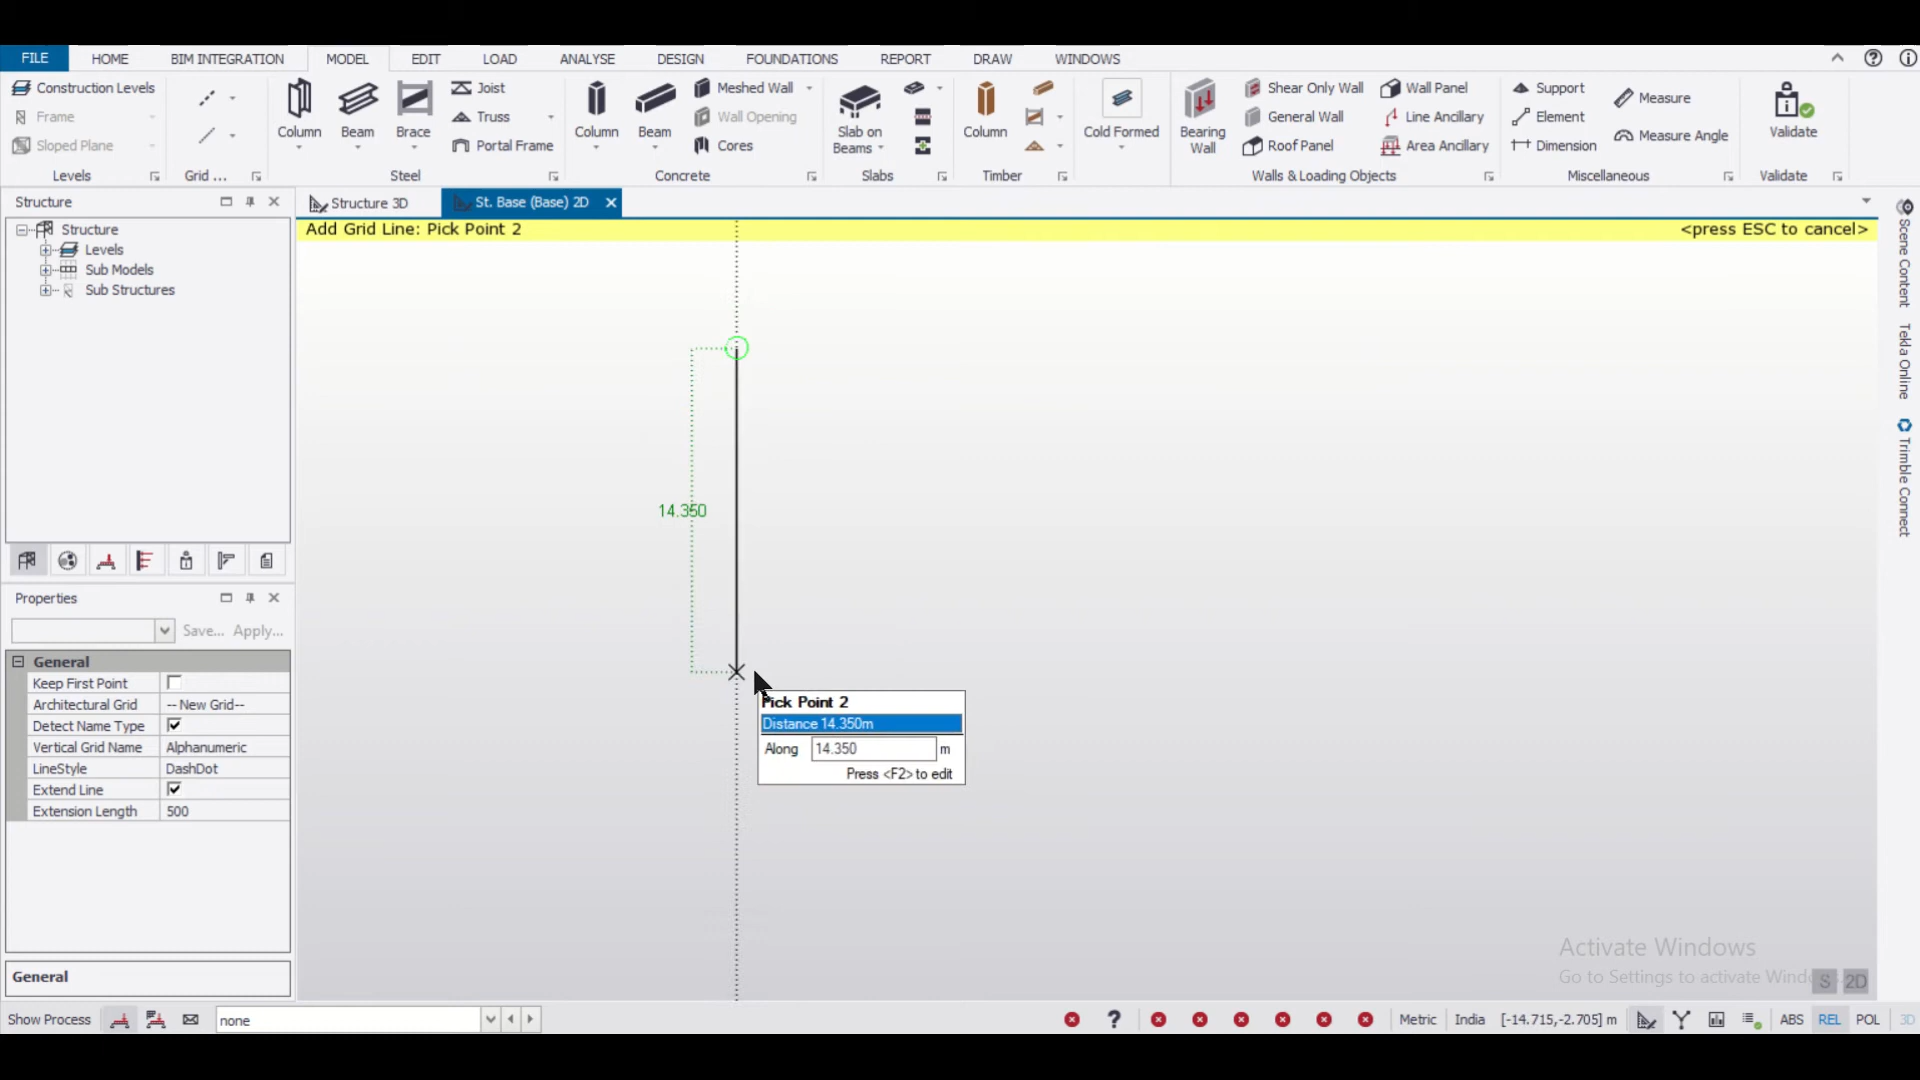 FILE HOME BIM INTEGRATION MODEL EDIT LOAD ANALYSE DESIGN FOUNDATIONS REPORT DRAW WINDOWS
Construction Levels
Frame
Sloped Plane
Levels
Grid ...
Column
Beam
Brace
Joist
Truss
Portal Frame
Steel
Column
Beam
Meshed Wall
Wall Opening
Cores
Concrete
Slab on
Beams
Slabs
Column
Timber
Cold Formed
Bearing
Wall
Shear Only Wall
General Wall
Roof Panel
Wall Panel
Line Ancillary
Area Ancillary
Walls & Loading Objects
Support
Element
Dimension
Measure
Measure Angle
Miscellaneous
Validate
Validate
Structure
Structure
Levels
Sub Models
Sub Structures
Structure 3D
St. Base (Base) 2D
Add Grid Line: Pick Point 2
<press ESC to cancel>
Scene Content
Tekla Online
Trimble Connect
14.350
Pick Point 2
Distance 14.350m
Along 14.350 m
Press <F2> to edit
Properties
Save... Apply...
General
Keep First Point
Architectural Grid -- New Grid--
Detect Name Type
Vertical Grid Name Alphanumeric
LineStyle DashDot
Extend Line
Extension Length 500
General
Activate Windows
Go to Settings to activate Wind
S 2D
Show Process
none
Metric India [-14.715,-2.705] m ABS REL POL 3D